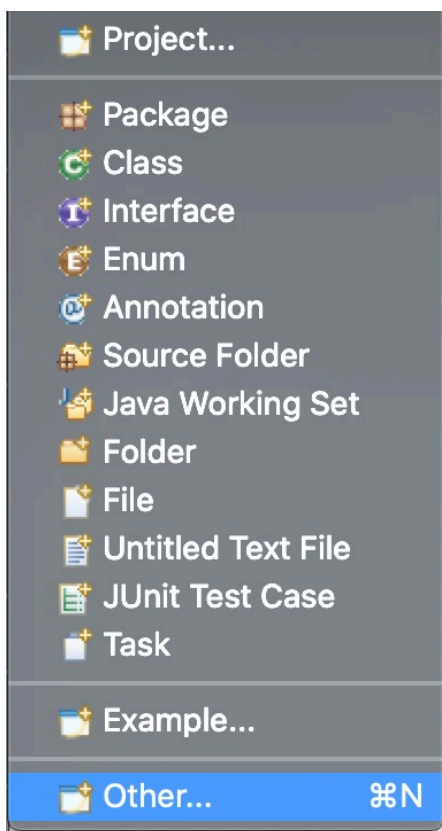 Project...
Package
Class
Interface
Enum
Annotation
Source Folder
Java Working Set
Folder
File
Untitled Text File
JUnit Test Case
Task
Example...
Other... ⌘N